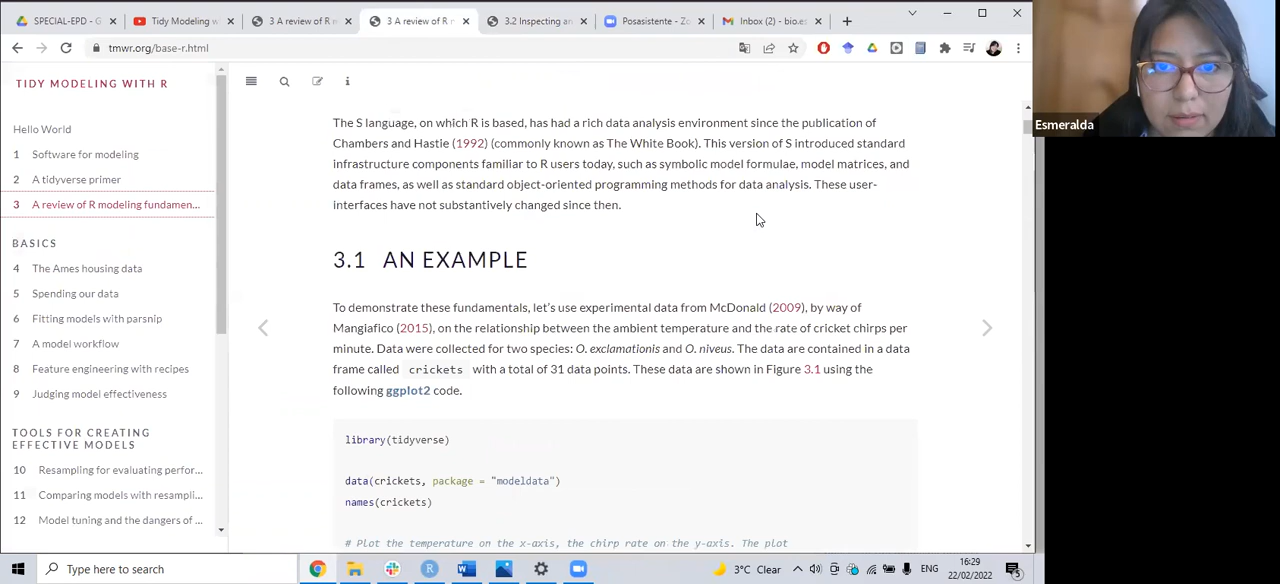 SPECIAL-EPD - G
Tidy Modeling w
3 A review of R m
3 A review of R m
3.2 Inspecting an
Posasistente - Zo
Inbox (2) - bio.es
tmwr.org/base-r.html
TIDY MODELING WITH R
Hello World
1 Software for modeling
2 A tidyverse primer
3 A review of R modeling fundamen...
BASICS
4 The Ames housing data
5 Spending our data
6 Fitting models with parsnip
7 A model workflow
8 Feature engineering with recipes
9 Judging model effectiveness
TOOLS FOR CREATING
EFFECTIVE MODELS
10 Resampling for evaluating perfor...
11 Comparing models with resampli...
12 Model tuning and the dangers of ...
The S language, on which R is based, has had a rich data analysis environment since the publication of
Chambers and Hastie (1992) (commonly known as The White Book). This version of S introduced standard
infrastructure components familiar to R users today, such as symbolic model formulae, model matrices, and
data frames, as well as standard object-oriented programming methods for data analysis. These user-
interfaces have not substantively changed since then.
3.1 AN EXAMPLE
To demonstrate these fundamentals, let's use experimental data from McDonald (2009), by way of
Mangiafico (2015), on the relationship between the ambient temperature and the rate of cricket chirps per
minute. Data were collected for two species: O. exclamationis and O. niveus. The data are contained in a data
frame called crickets with a total of 31 data points. These data are shown in Figure 3.1 using the
following ggplot2 code.
library(tidyverse)
data(crickets, package = "modeldata")
names(crickets)
# Plot the temperature on the x-axis, the chirp rate on the y-axis. The plot
Esmeralda
Type here to search
3°C Clear
ENG
16:29
22/02/2022